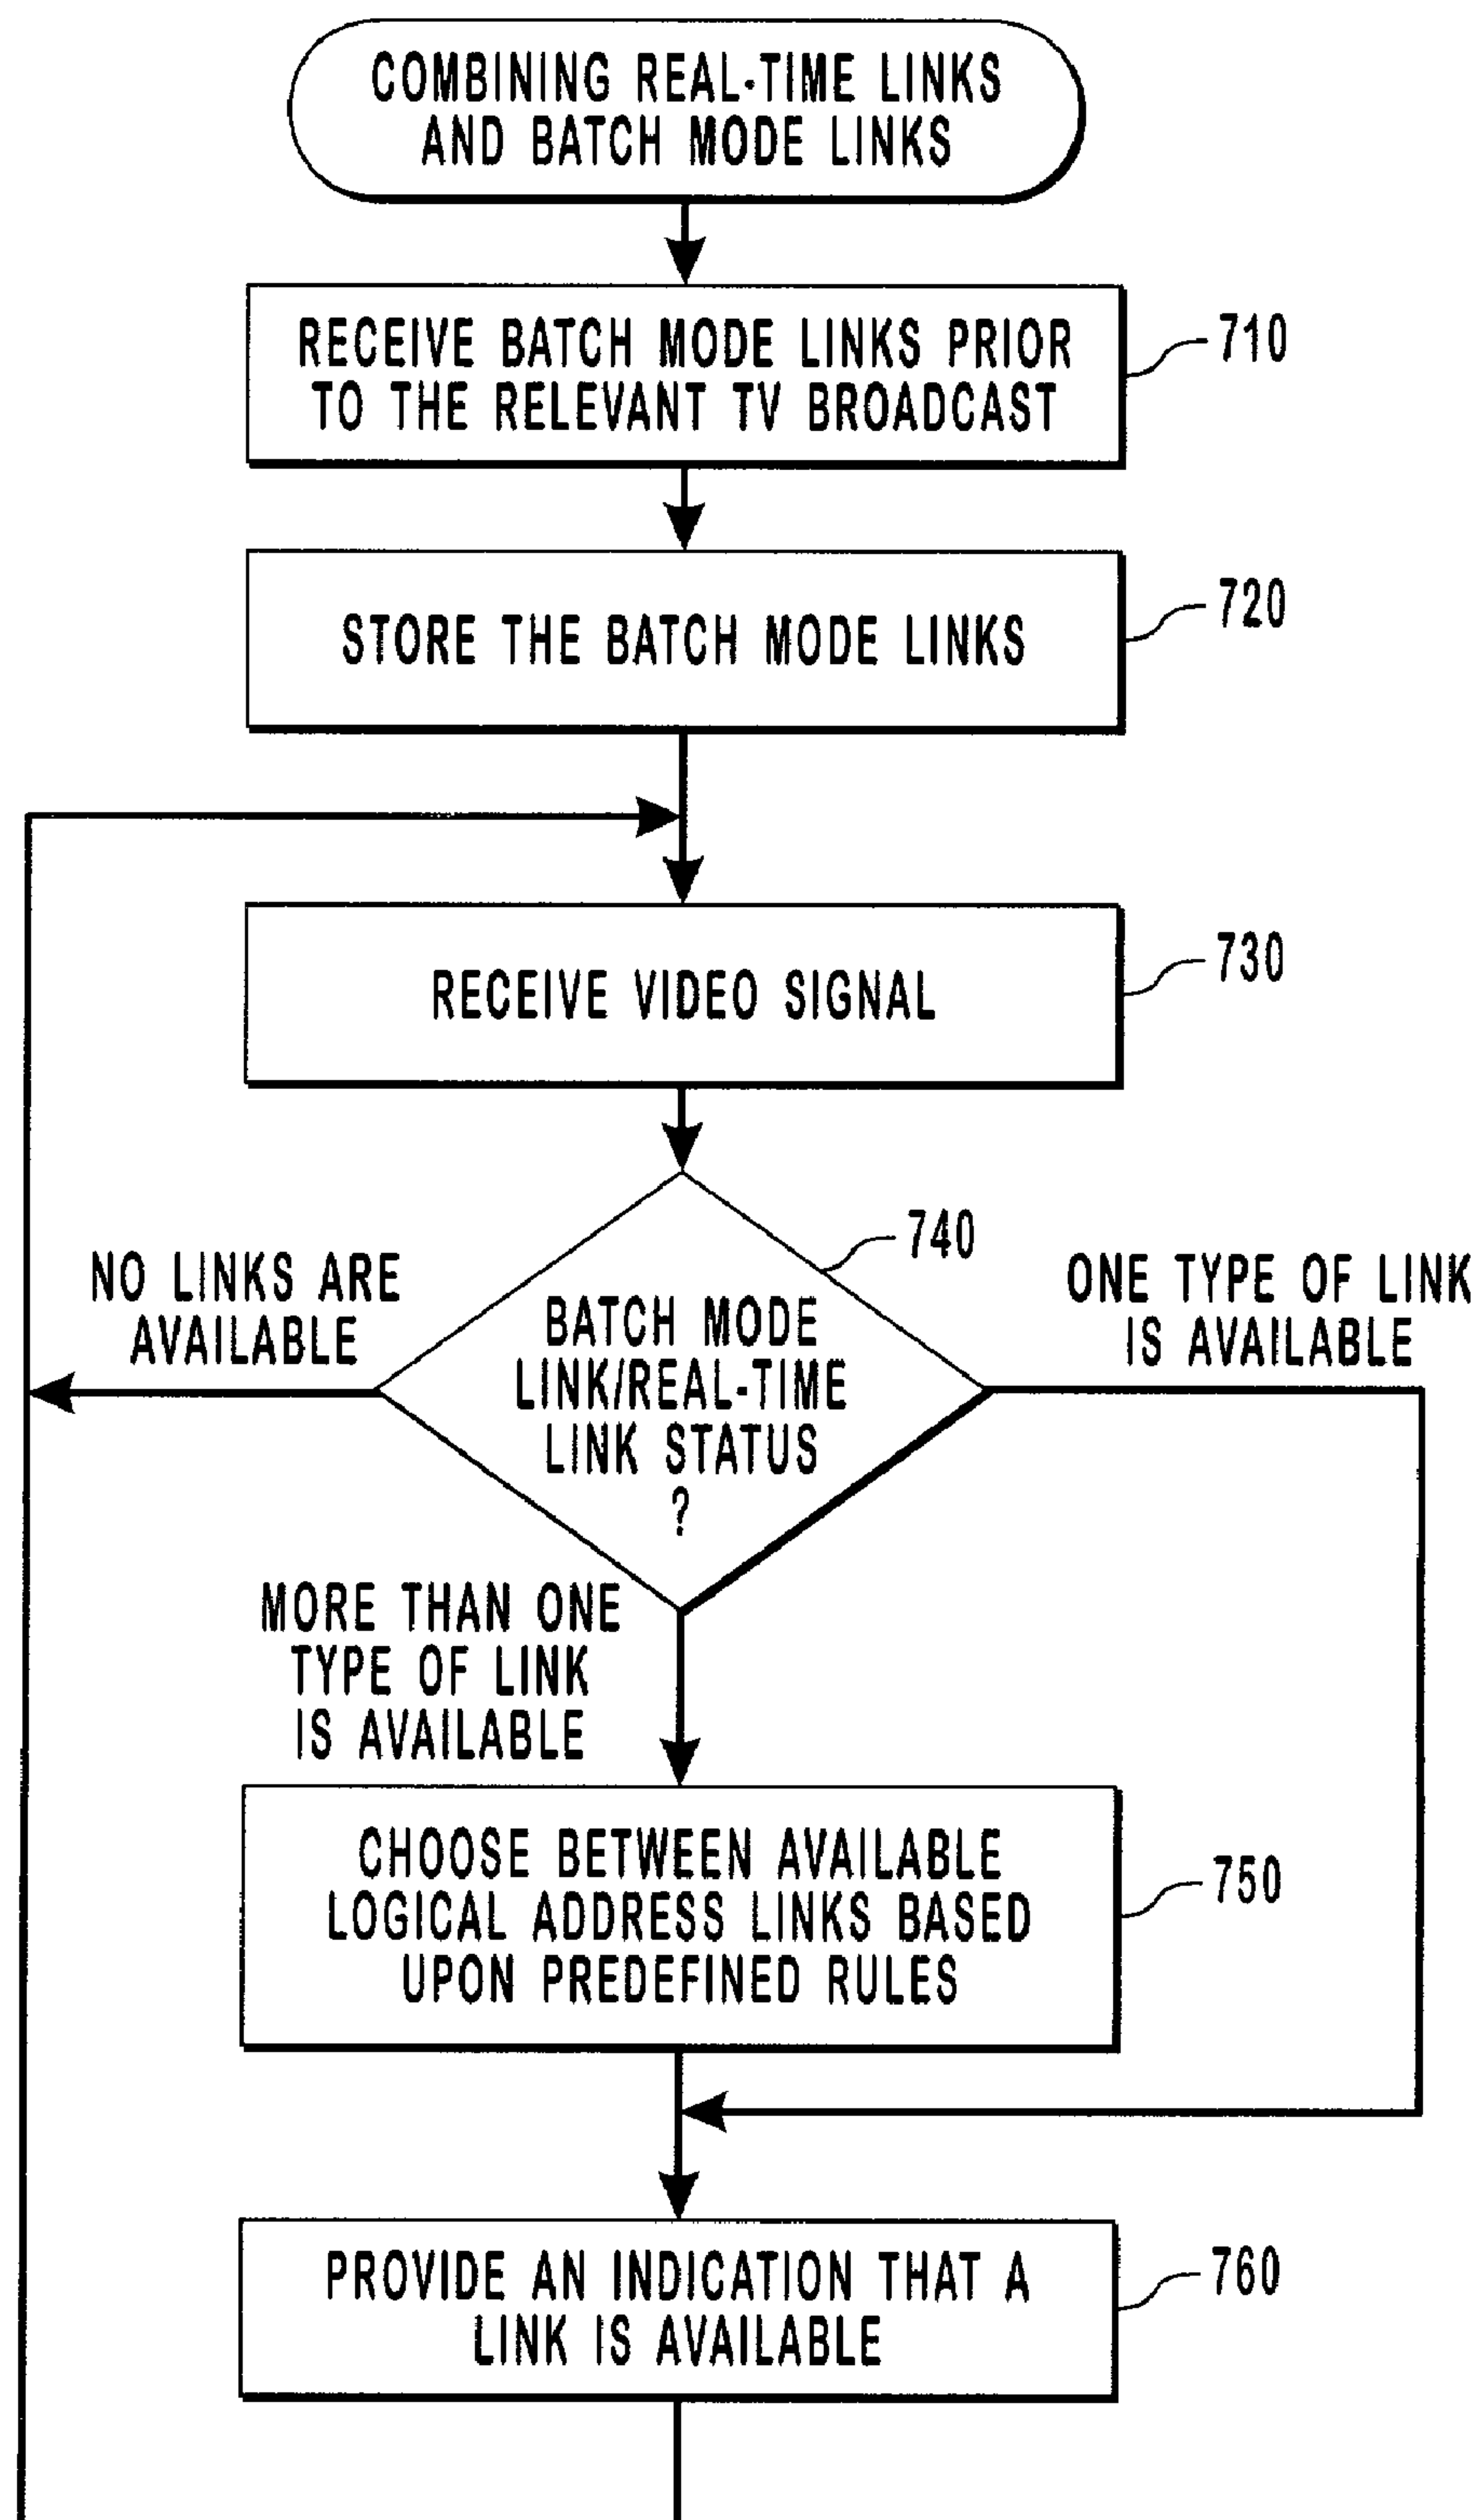 COMBINING REAL-TIME LINKS
AND BATCH MODE LINKS
RECEIVE BATCH MODE LINKS PRIOR
TO THE RELEVANT TV BROADCAST
710
STORE THE BATCH MODE LINKS
720
RECEIVE VIDEO SIGNAL
730
740
NO LINKS ARE
AVAILABLE
BATCH MODE
LINK/REAL-TIME
LINK STATUS
?
ONE TYPE OF LINK
IS AVAILABLE
MORE THAN ONE
TYPE OF LINK
IS AVAILABLE
CHOOSE BETWEEN AVAILABLE
LOGICAL ADDRESS LINKS BASED
UPON PREDEFINED RULES
750
PROVIDE AN INDICATION THAT A
LINK IS AVAILABLE
760